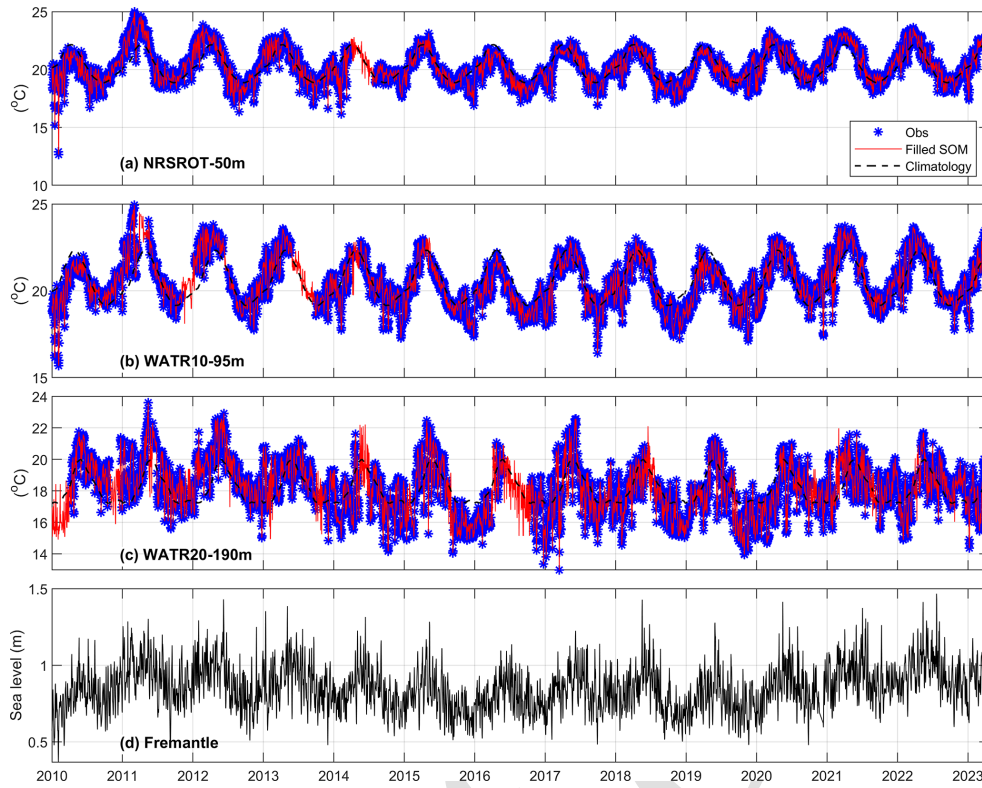 25
20
(°C)
15
10
(a) NRSROT-50m
Obs
Filled SOM
Climatology
25
20
(°C)
15
(b) WATR10-95m
24
22
20
(°C)
18
16
14
(c) WATR20-190m
1.5
1
Sea level (m)
0.5
(d) Fremantle
2010 2011 2012 2013 2014 2015 2016 2017 2018 2019 2020 2021 2022 2023